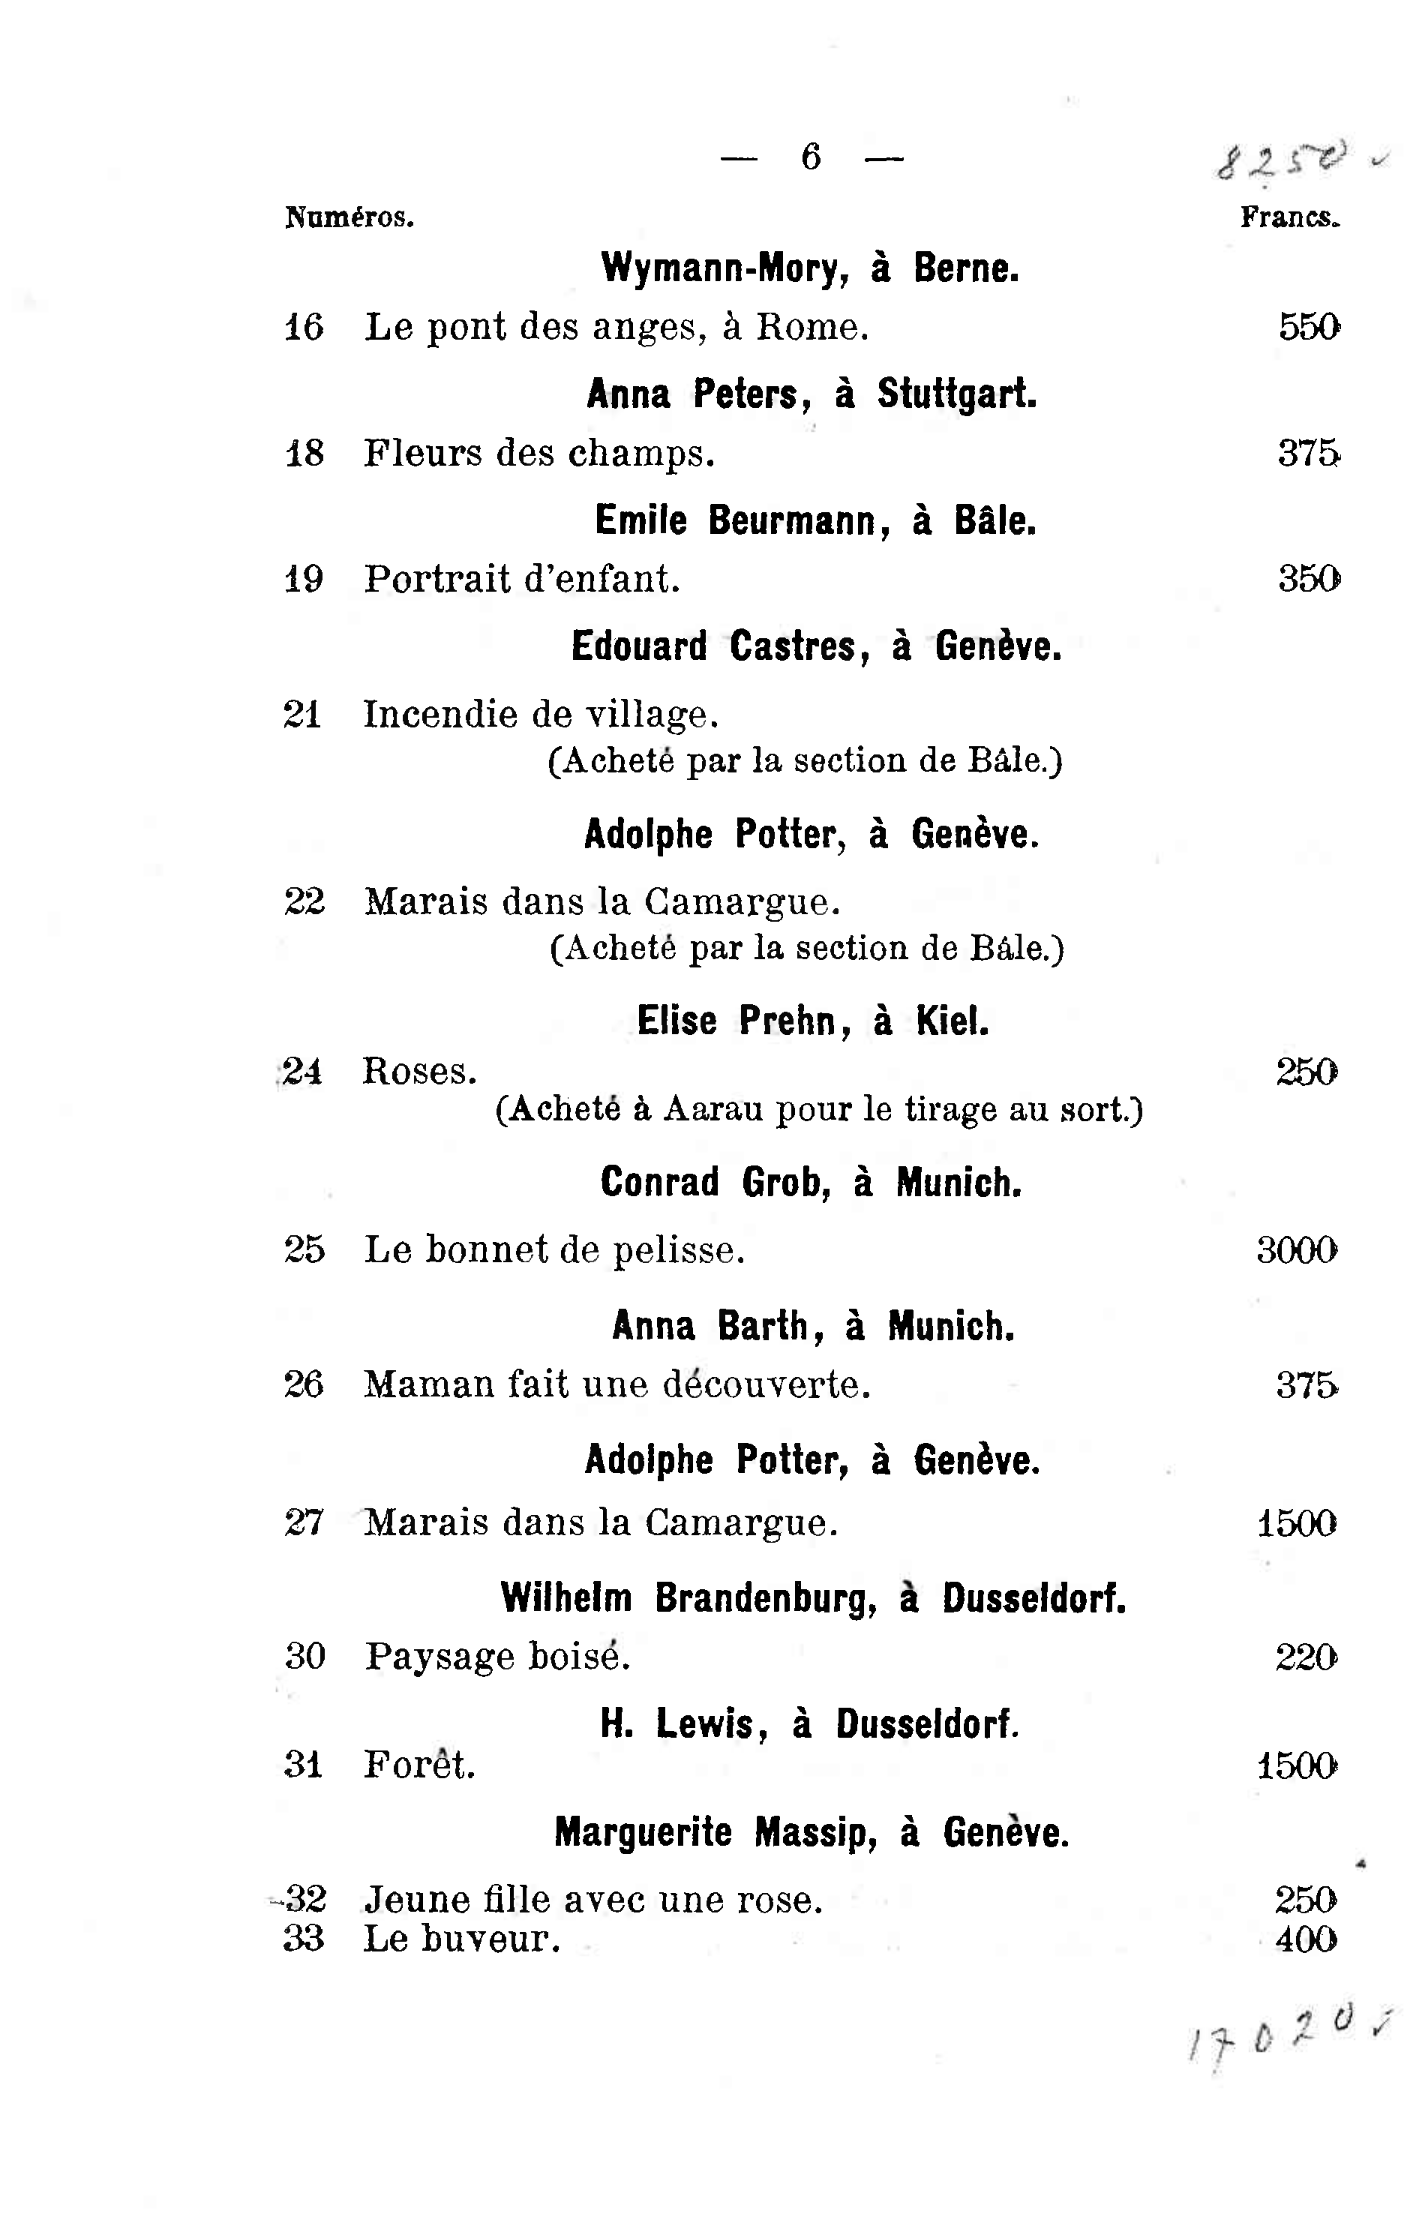 — 6 —
8250
Numéros. Francs.
Wymann-Mory, à Berne.
16 Le pont des anges, à Rome. 550
Anna Peters, à Stuttgart.
18 Fleurs des champs. 375
Emile Beurmann, à Bâle.
19 Portrait d'enfant. 350
Edouard Castres, à Genève.
21 Incendie de village.
(Acheté par la section de Bâle.)
Adolphe Potter, à Genève.
22 Marais dans la Camargue.
(Acheté par la section de Bâle.)
Elise Prehn, à Kiel.
24 Roses. 250
(Acheté à Aarau pour le tirage au sort.)
Conrad Grob, à Munich.
25 Le bonnet de pelisse. 3000
Anna Barth, à Munich.
26 Maman fait une découverte. 375
Adolphe Potter, à Genève.
27 Marais dans la Camargue. 1500
Wilhelm Brandenburg, à Dusseldorf.
30 Paysage boisé. 220
H. Lewis, à Dusseldorf.
31 Forêt. 1500
Marguerite Massip, à Genève.
32 Jeune fille avec une rose. 250
33 Le buveur. 400
17020